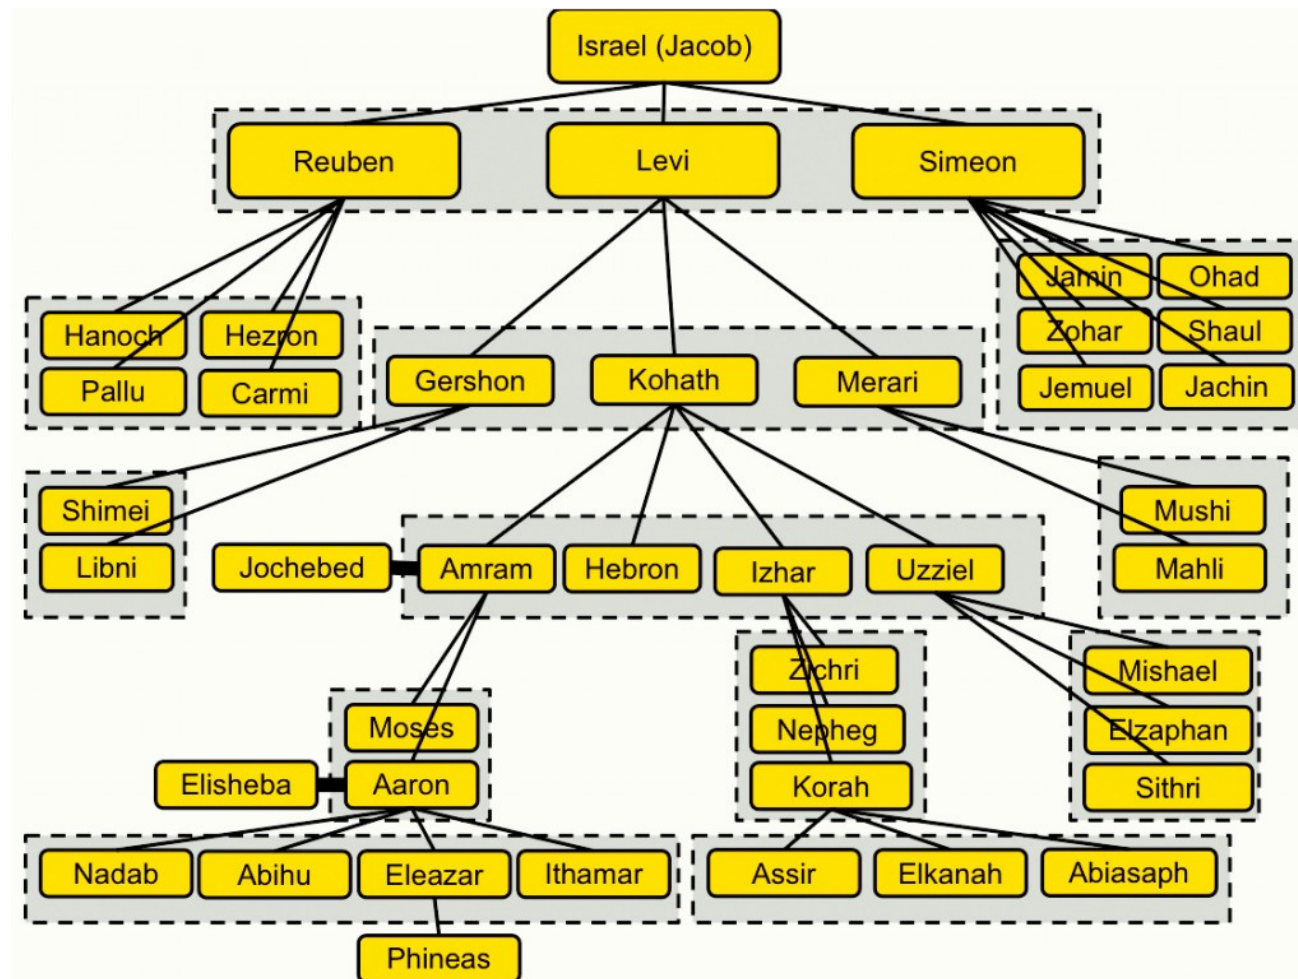 Israel (Jacob)
Reuben
Levi
Simeon
Jamin
Ohad
Hanoch
Hezron
Zohar
Shaul
Pallu
Carmi
Gershon
Kohath
Merari
Jemuel
Jachin
Shimei
Mushi
Libni
Jochebed
Amram
Hebron
Izhar
Uzziel
Mahli
Zichri
Mishael
Moses
Nepheg
Elzaphan
Elisheba
Aaron
Korah
Sithri
Nadab
Abihu
Eleazar
Ithamar
Assir
Elkanah
Abiasaph
Phineas